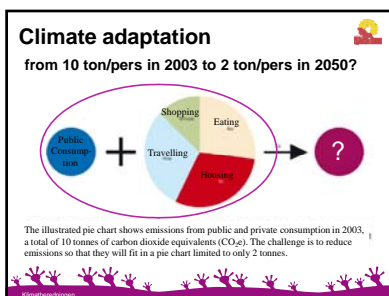 Climate adaptation
from 10 ton/pers in 2003 to 2 ton/pers in 2050?
Shopping
Eating
Public
Consump-
tion
Travelling
Housing
?
The illustrated pie chart shows emissions from public and private consumption in 2003,
a total of 10 tonnes of carbon dioxide equivalents (CO₂e). The challenge is to reduce
emissions so that they will fit in a pie chart limited to only 2 tonnes.
Klimatberedningen